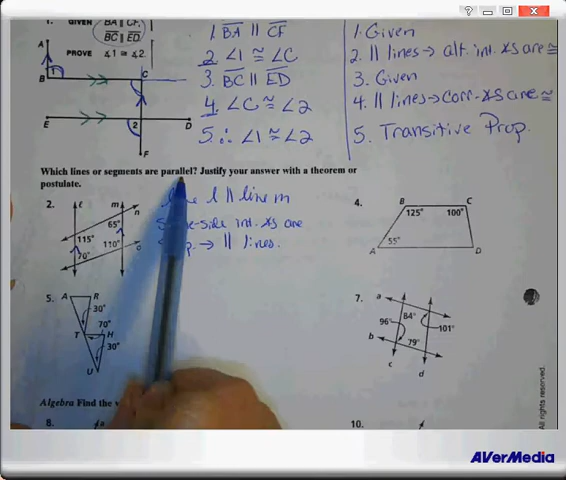 1. GIVEN BA ∥ CF,
BC ∥ ED
PROVE ∡1 ≅ ∡2.
A
B
1
C
E
2
D
F
1. BA ∥ CF
2. ∠1 ≅ ∠C
3. BC ∥ ED
4. ∠C ≅ ∠2
5. ∴ ∠1 ≅ ∠2
1. Given
2. ∥ lines → alt. int. ∡s are ≅
3. Given
4. ∥ lines → corr. ∡s are ≅
5. Transitive Prop.
Which lines or segments are parallel? Justify your answer with a theorem or
postulate.
2.
ℓ
m
n
65°
115°
110°
o
70°
ℓ ∥ line m
side int. ∡s are
→ ∥ lines.
4.
B
C
125°
100°
55°
A
D
5.
A
R
30°
70°
T
H
30°
U
7.
a
84°
96°
101°
b
79°
c
d
Algebra Find the
8.
10.
All rights reserved.
AVerMedia